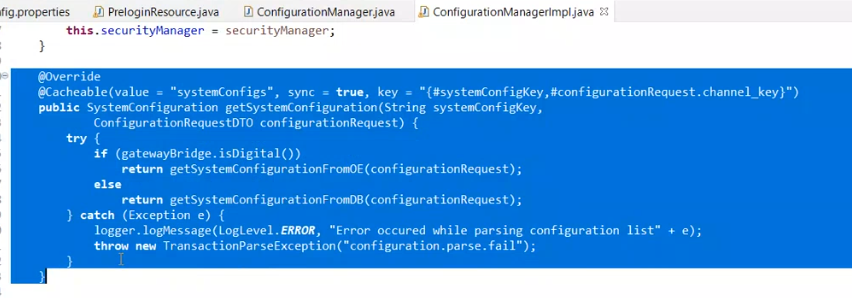 fig.properties
PreloginResource.java
ConfigurationManager.java
ConfigurationManagerImpl.java
this.securityManager = securityManager;
}
@Override
@Cacheable(value = "systemConfigs", sync = true, key = "{#systemConfigKey,#configurationRequest.channel_key}")
public SystemConfiguration getSystemConfiguration(String systemConfigKey,
ConfigurationRequestDTO configurationRequest) {
try {
if (gatewayBridge.isDigital())
return getSystemConfigurationFromOE(configurationRequest);
else
return getSystemConfigurationFromDB(configurationRequest);
} catch (Exception e) {
logger.logMessage(LogLevel.ERROR, "Error occured while parsing configuration list" + e);
throw new TransactionParseException("configuration.parse.fail");
}
}